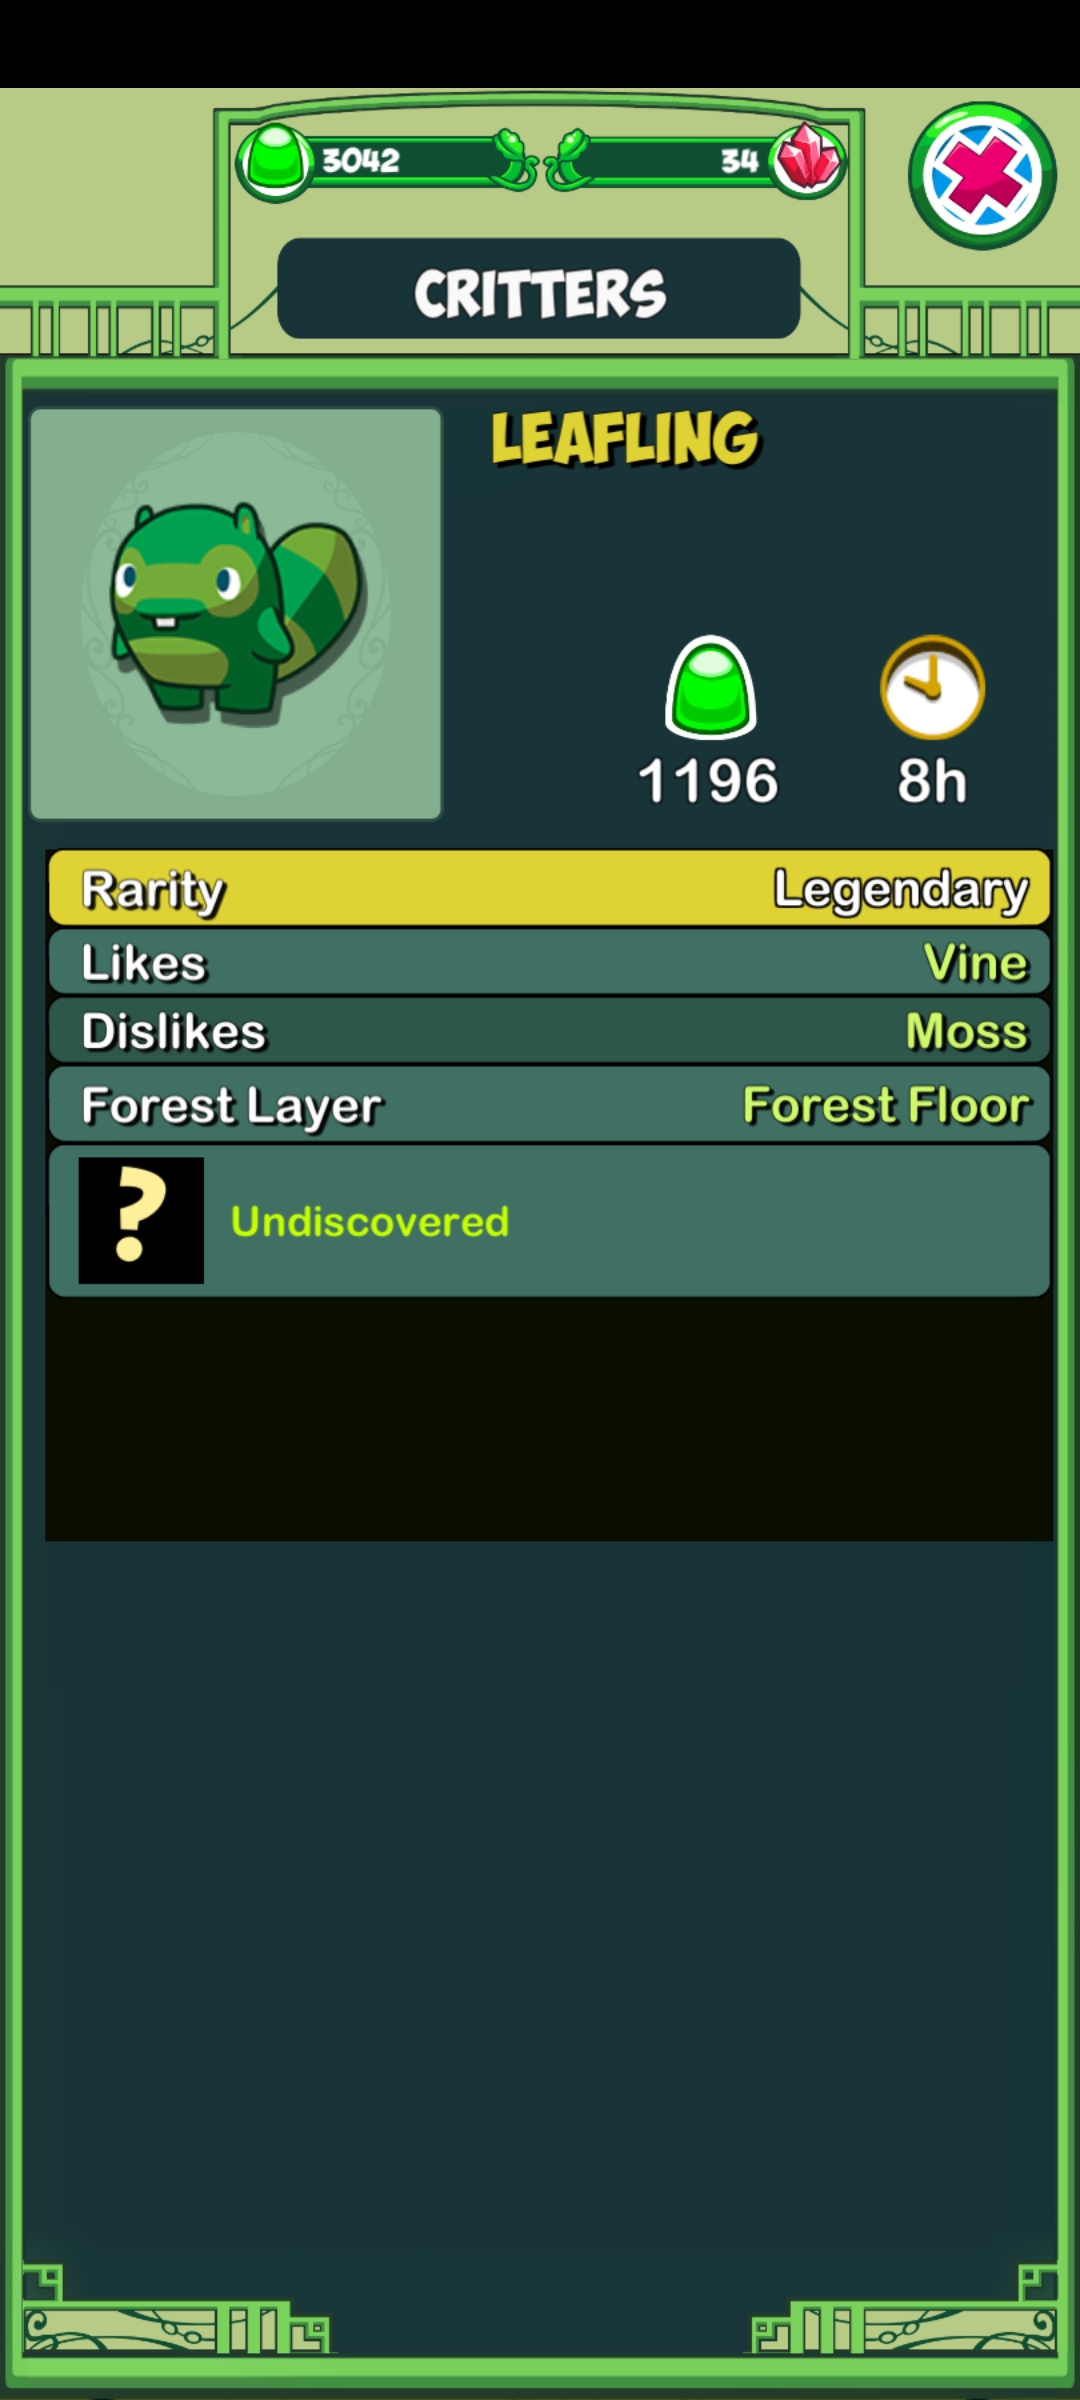 3042
34
CRITTERS
LEAFLING
1196
8h
Rarity Legendary
Likes Vine
Dislikes Moss
Forest Layer Forest Floor
? Undiscovered